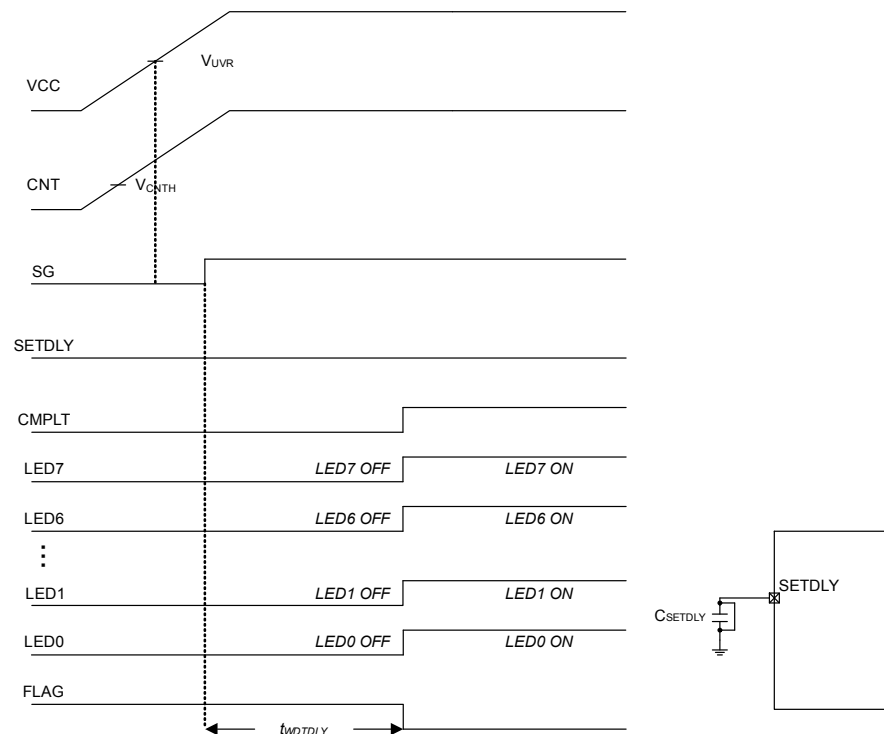 VCC
VUVR
CNT
VCNTH
SG
SETDLY
CMPLT
LED7
LED7 OFF
LED7 ON
LED6
LED6 OFF
LED6 ON
LED1
LED1 OFF
LED1 ON
LED0
LED0 OFF
LED0 ON
FLAG
tWDTDLY
SETDLY
CSETDLY